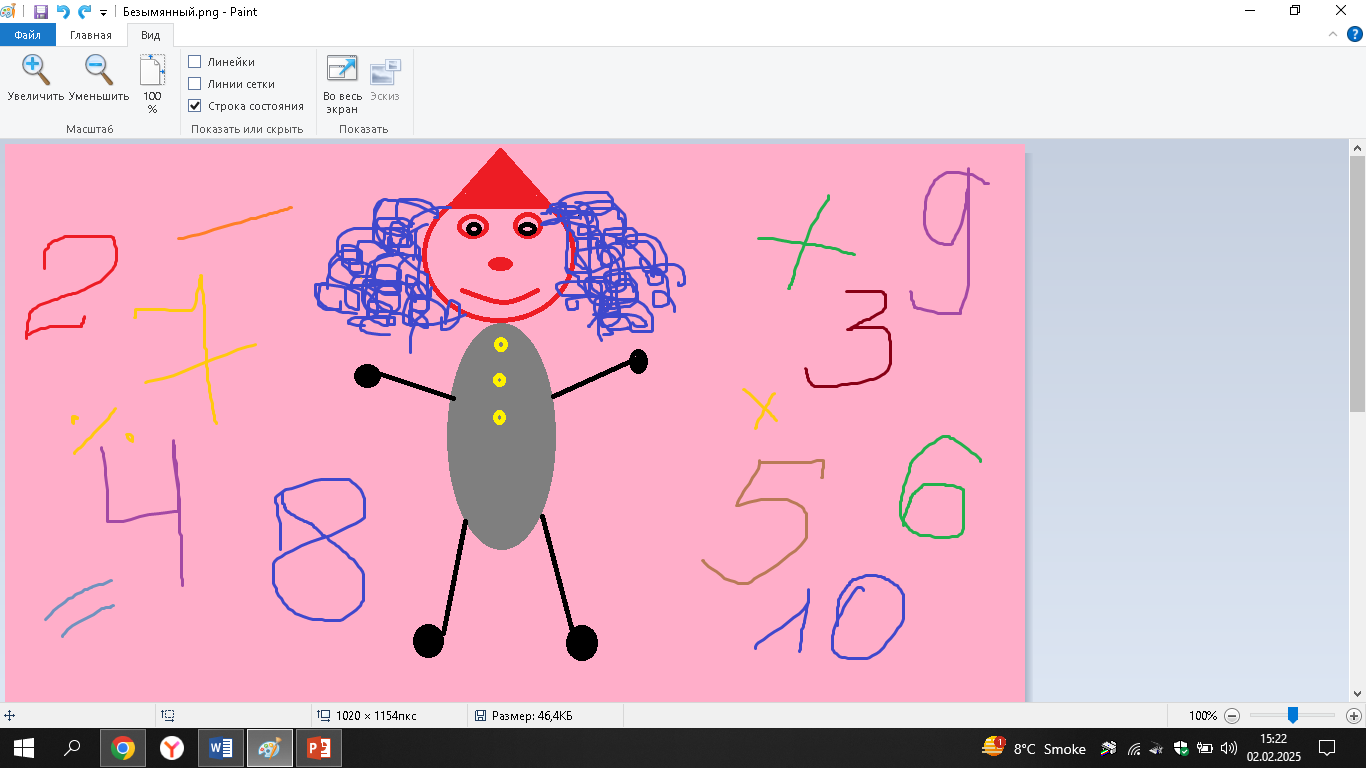 Безымянный.png - Paint
Файл Главная Вид
Увеличить Уменьшить 100 %
Линейки
Линии сетки
Строка состояния
Во весь экран Эскиз
Масштаб Показать или скрыть Показать
2 − 7 + 9
3
% ×
4 8 5 6
= 10
1020 × 1154пкс Размер: 46,4КБ 100%
8°C Smoke 15:22
02.02.2025